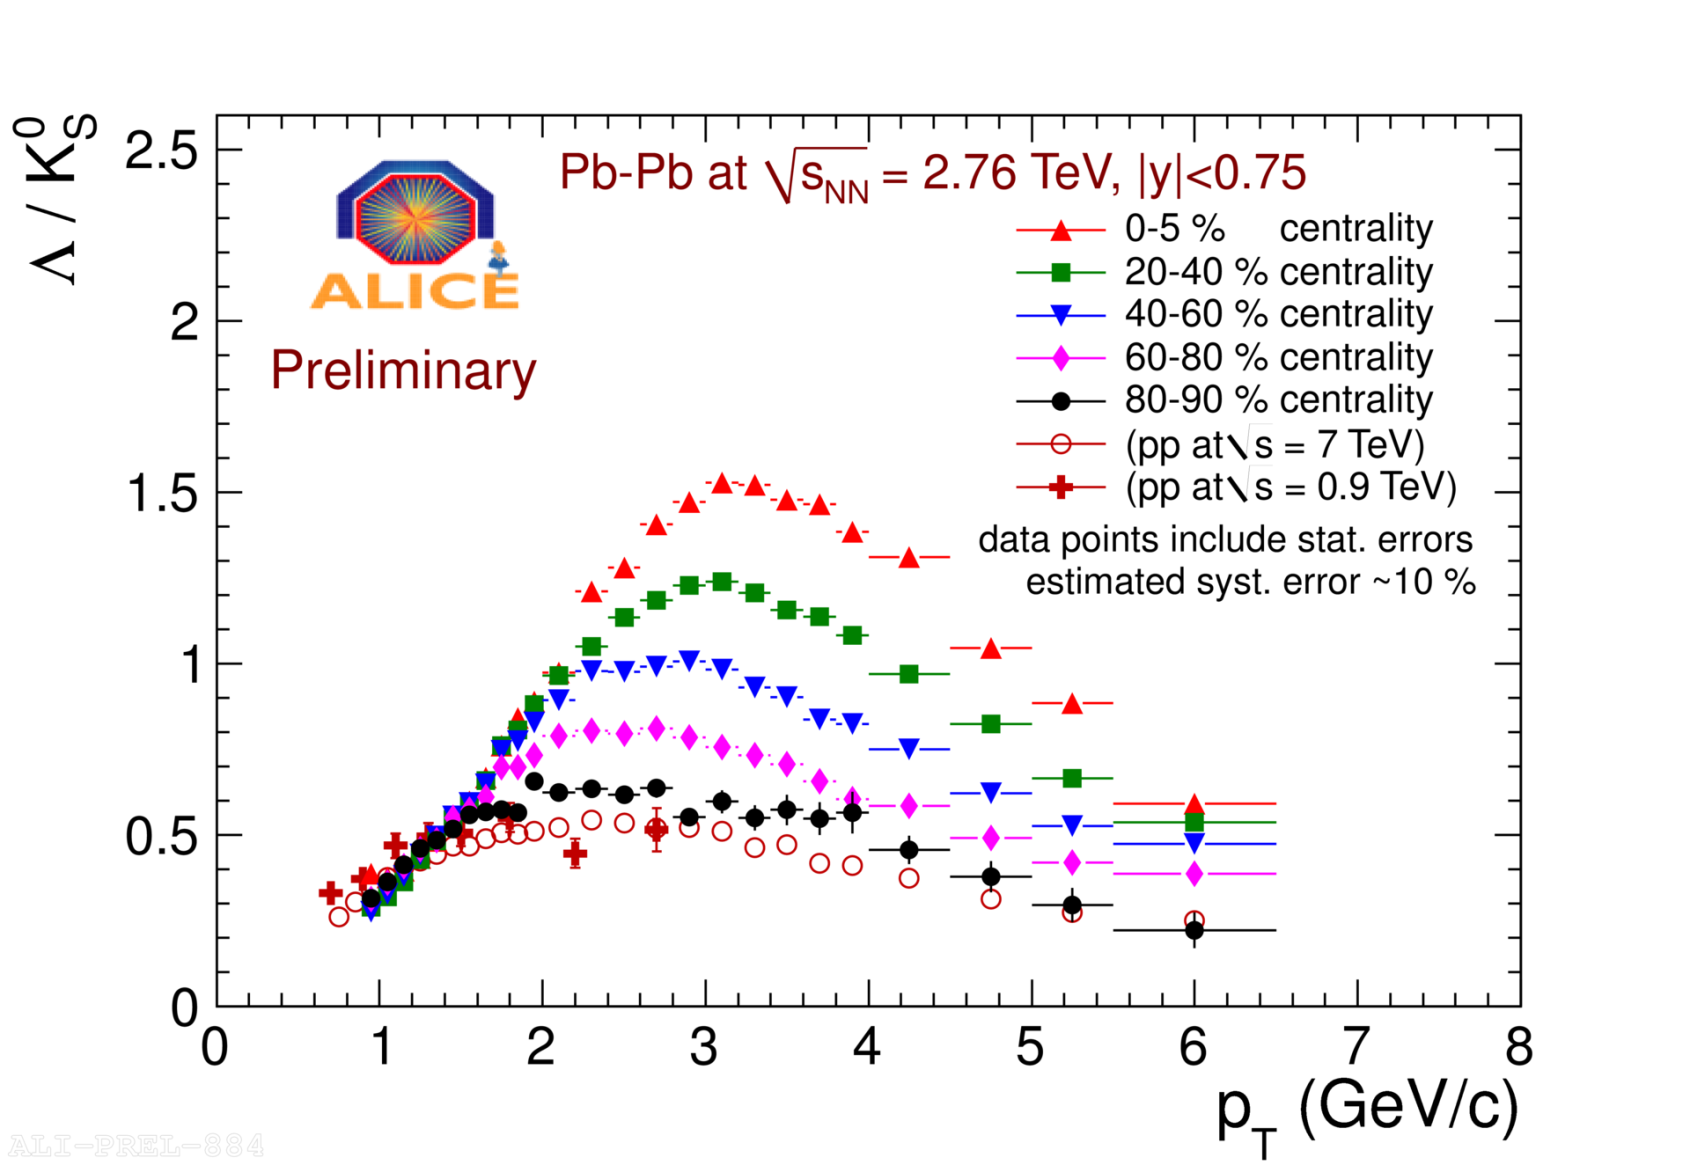 Λ / K⁰S
2.5
2
1.5
1
0.5
0
ALICE
Preliminary
Pb-Pb at √sNN = 2.76 TeV, |y|<0.75
0-5 % centrality
20-40 % centrality
40-60 % centrality
60-80 % centrality
80-90 % centrality
(pp at√s = 7 TeV)
(pp at√s = 0.9 TeV)
data points include stat. errors
estimated syst. error ~10 %
0 1 2 3 4 5 6 7 8
pT (GeV/c)
ALI-PREL-884